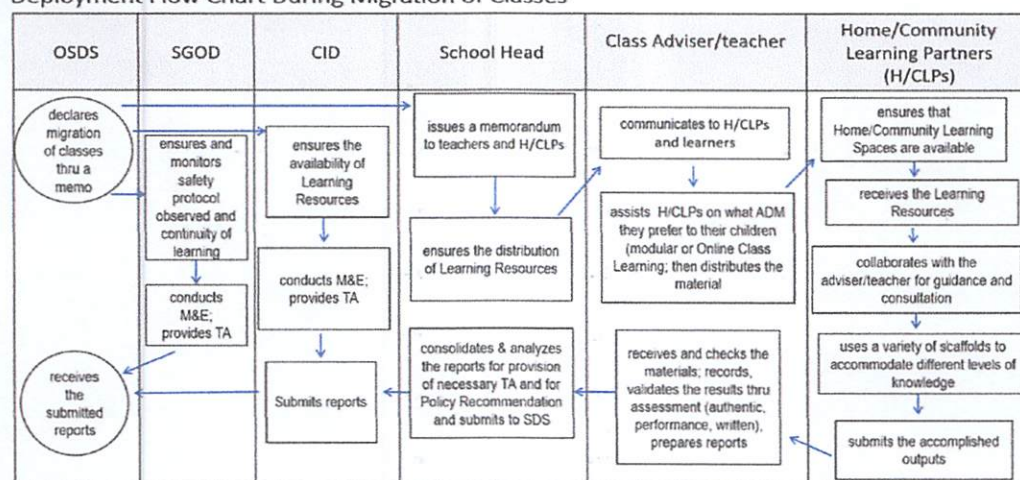 Deployment Flow Chart During Migration of Classes
OSDS
SGOD
CID
School Head
Class Adviser/teacher
Home/Community
Learning Partners
(H/CLPs)
declares
migration
of classes
thru a
memo
ensures and
monitors
safety
protocol
observed and
continuity of
learning
ensures the
availability of
Learning
Resources
issues a memorandum
to teachers and H/CLPs
communicates to H/CLPs
and learners
ensures that
Home/Community Learning
Spaces are available
receives the Learning
Resources
ensures the distribution
of Learning Resources
assists H/CLPs on what ADM
they prefer to their children
(modular or Online Class
Learning; then distributes the
material
collaborates with the
adviser/teacher for guidance and
consultation
conducts
M&E;
provides TA
conducts M&E;
provides TA
uses a variety of scaffolds to
accommodate different levels of
knowledge
receives
the
submitted
reports
Submits reports
consolidates & analyzes
the reports for provision
of necessary TA and for
Policy Recommendation
and submits to SDS
receives and checks the
materials; records,
validates the results thru
assessment (authentic,
performance, written),
prepares reports
submits the accomplished
outputs